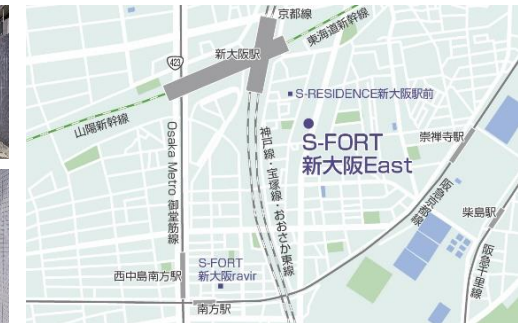 京都線
新大阪駅
東海道新幹線
423
S-RESIDENCE新大阪駅前
山陽新幹線
Osaka Metro 御堂筋線
神戸線・宝塚線・おおさか東線
S-FORT
新大阪East
崇禅寺駅
阪急京都線
柴島駅
阪急千里線
西中島南方駅
S-FORT
新大阪ravir
南方駅